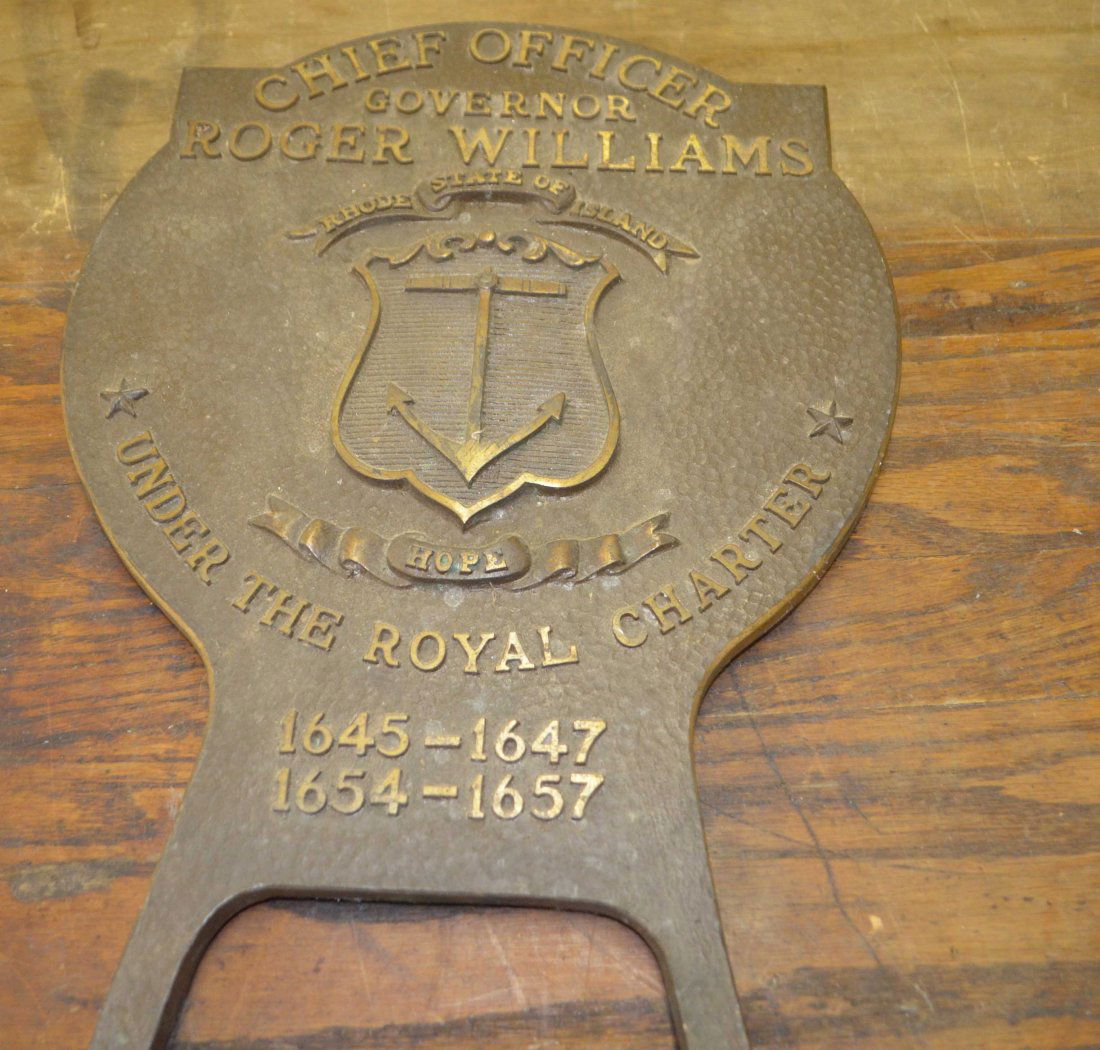 CHIEF OFFICER
GOVERNOR
ROGER WILLIAMS
STATE OF
RHODE ISLAND
HOPE
UNDER THE ROYAL CHARTER
1645-1647
1654-1657